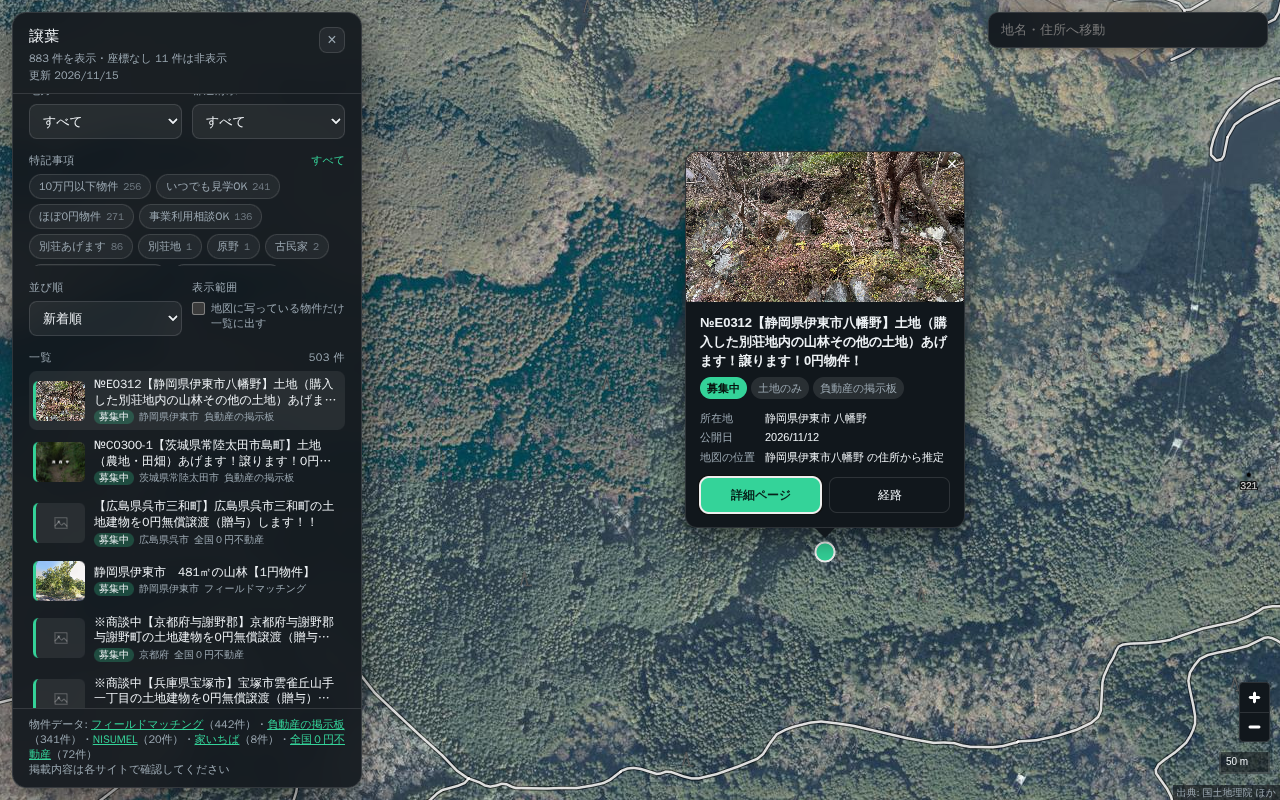 譲葉
×
883 件を表示・座標なし 11 件は非表示
更新 2026/11/15
すべて
すべて
特記事項
すべて
10万円以下物件 256
いつでも見学OK 241
ほぼ0円物件 271
事業利用相談OK 136
別荘あげます 86
別荘地 1
原野 1
古民家 2
並び順
表示範囲
新着順
地図に写っている物件だけ
一覧に出す
一覧
503 件
№E0312【静岡県伊東市八幡野】土地（購入
した別荘地内の山林その他の土地）あげま…
募集中 静岡県伊東市 負動産の掲示板
№C0300-1【茨城県常陸太田市島町】土地
（農地・田畑）あげます！譲ります！0円…
募集中 茨城県常陸太田市 負動産の掲示板
【広島県呉市三和町】広島県呉市三和町の土
地建物を0円無償譲渡（贈与）します！！
募集中 広島県呉市 全国０円不動産
静岡県伊東市　481㎡の山林【1円物件】
募集中 静岡県伊東市 フィールドマッチング
※商談中【京都府与謝野郡】京都府与謝野郡
与謝野町の土地建物を0円無償譲渡（贈与…
募集中 京都府 全国０円不動産
※商談中【兵庫県宝塚市】宝塚市雲雀丘山手
一丁目の土地建物を0円無償譲渡（贈与）…
物件データ: フィールドマッチング（442件）・負動産の掲示板
（341件）・NISUMEL（20件）・家いちば（8件）・全国０円不
動産（72件）
掲載内容は各サイトで確認してください
地名・住所へ移動
×
№E0312【静岡県伊東市八幡野】土地（購
入した別荘地内の山林その他の土地）あげ
ます！譲ります！0円物件！
募集中 土地のみ 負動産の掲示板
所在地 静岡県伊東市 八幡野
公開日 2026/11/12
地図の位置 静岡県伊東市八幡野 の住所から推定
詳細ページ
経路
321
+
−
50 m
出典: 国土地理院 ほか